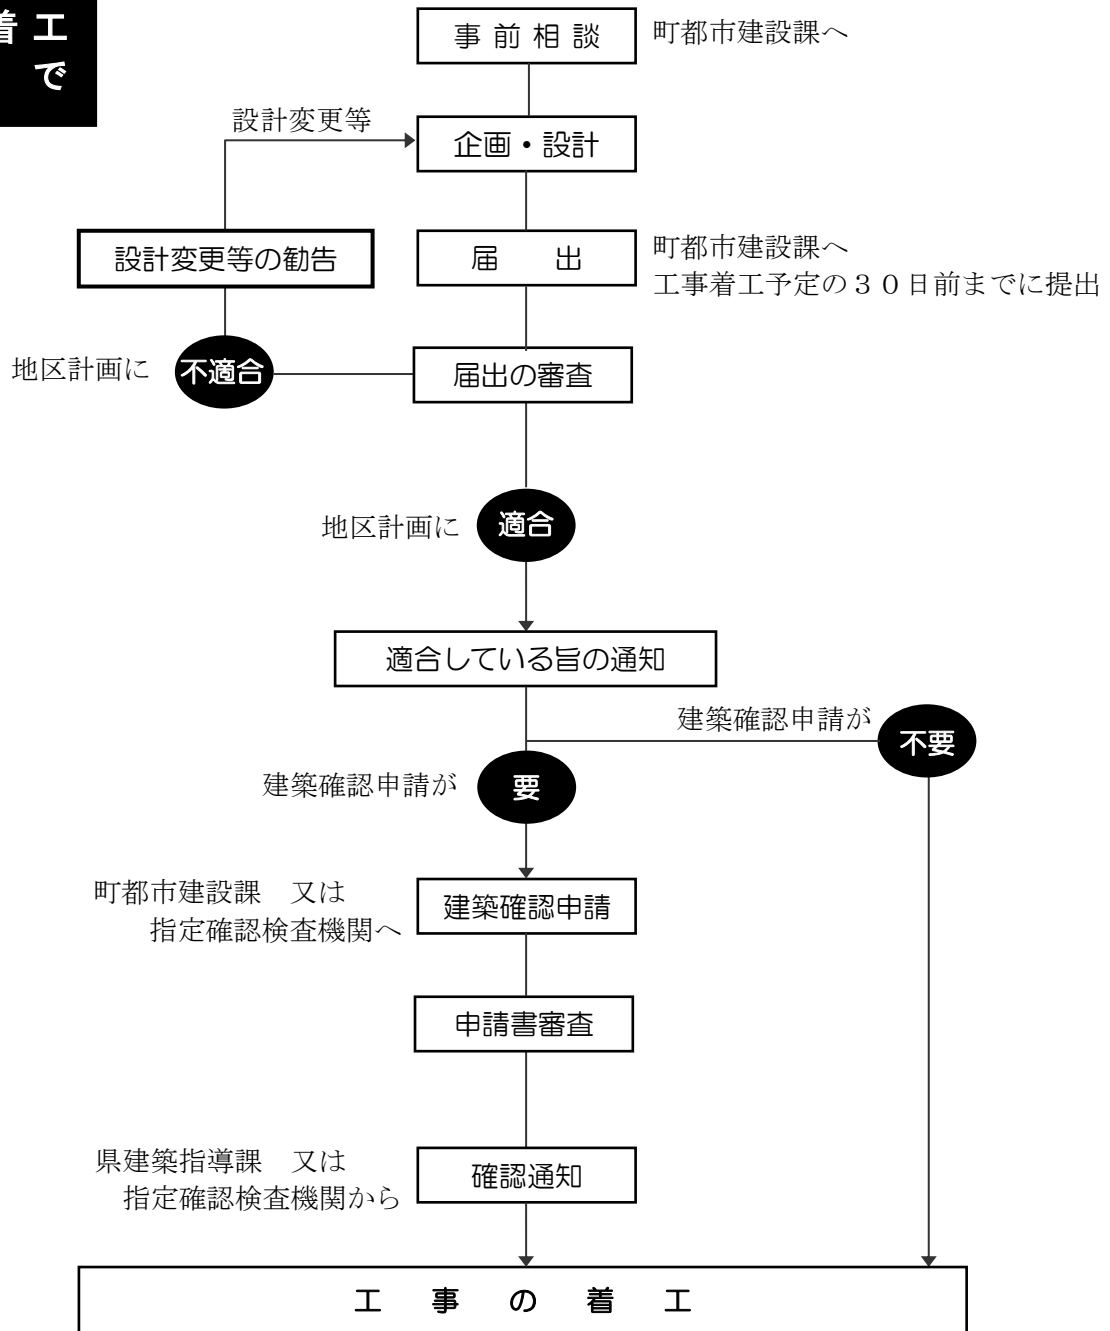 着工
で
事前相談
町都市建設課へ
設計変更等
企画・設計
設計変更等の勧告
届　出
町都市建設課へ
工事着工予定の３０日前までに提出
地区計画に
不適合
届出の審査
地区計画に
適合
適合している旨の通知
建築確認申請が
不要
建築確認申請が
要
町都市建設課　又は
指定確認検査機関へ
建築確認申請
申請書審査
県建築指導課　又は
指定確認検査機関から
確認通知
工事の着工